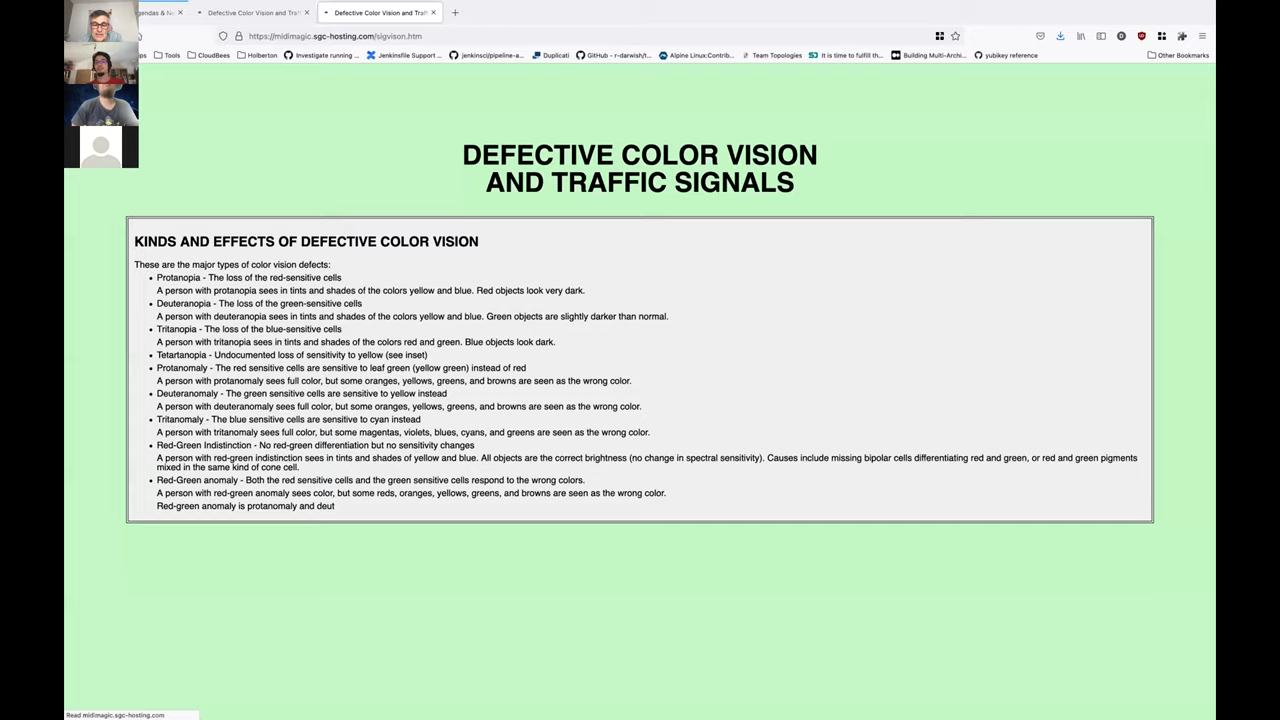 gendas & N
Defective Color Vision and Traf
Defective Color Vision and Traf
https://midimagic.sgc-hosting.com/sigvison.htm
Tools
CloudBees
Holberton
Investigate running ...
Jenkinsfile Support ...
jenkinsci/pipeline-a...
Duplicati
GitHub - r-darwish/t...
Alpine Linux:Contrib...
Team Topologies
It is time to fulfill th...
Building Multi-Archi...
yubikey reference
Other Bookmarks
DEFECTIVE COLOR VISION
AND TRAFFIC SIGNALS
KINDS AND EFFECTS OF DEFECTIVE COLOR VISION
These are the major types of color vision defects:
• Protanopia - The loss of the red-sensitive cells
A person with protanopia sees in tints and shades of the colors yellow and blue. Red objects look very dark.
• Deuteranopia - The loss of the green-sensitive cells
A person with deuteranopia sees in tints and shades of the colors yellow and blue. Green objects are slightly darker than normal.
• Tritanopia - The loss of the blue-sensitive cells
A person with tritanopia sees in tints and shades of the colors red and green. Blue objects look dark.
• Tetartanopia - Undocumented loss of sensitivity to yellow (see inset)
• Protanomaly - The red sensitive cells are sensitive to leaf green (yellow green) instead of red
A person with protanomaly sees full color, but some oranges, yellows, greens, and browns are seen as the wrong color.
• Deuteranomaly - The green sensitive cells are sensitive to yellow instead
A person with deuteranomaly sees full color, but some oranges, yellows, greens, and browns are seen as the wrong color.
• Tritanomaly - The blue sensitive cells are sensitive to cyan instead
A person with tritanomaly sees full color, but some magentas, violets, blues, cyans, and greens are seen as the wrong color.
• Red-Green Indistinction - No red-green differentiation but no sensitivity changes
A person with red-green indistinction sees in tints and shades of yellow and blue. All objects are the correct brightness (no change in spectral sensitivity). Causes include missing bipolar cells differentiating red and green, or red and green pigments
mixed in the same kind of cone cell.
• Red-Green anomaly - Both the red sensitive cells and the green sensitive cells respond to the wrong colors.
A person with red-green anomaly sees color, but some reds, oranges, yellows, greens, and browns are seen as the wrong color.
Red-green anomaly is protanomaly and deut
Read midimagic.sgc-hosting.com